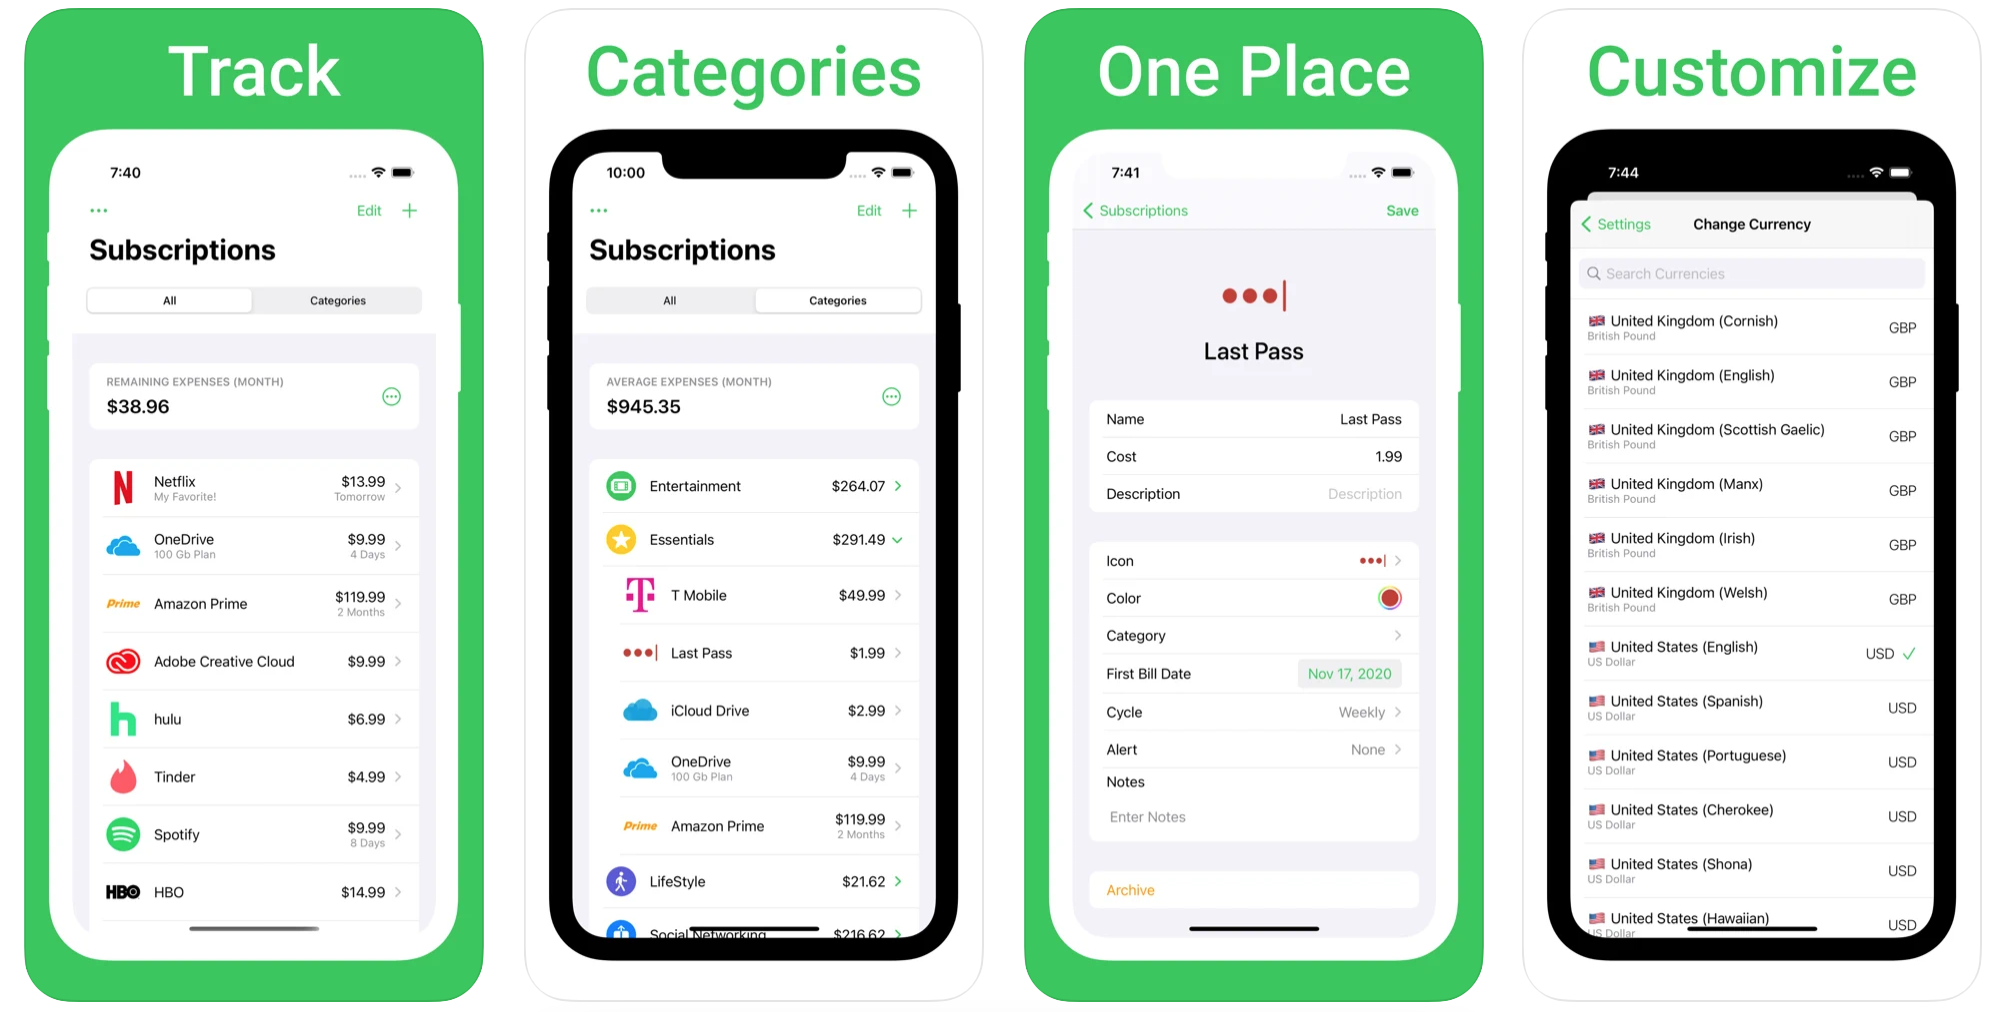 Track
7:40
Edit
Subscriptions
All Categories
REMAINING EXPENSES (MONTH)
$38.96
Netflix $13.99
My Favorite! Tomorrow
OneDrive $9.99
100 Gb Plan 4 Days
Prime Amazon Prime $119.99
2 Months
Adobe Creative Cloud $9.99
h hulu $6.99
Tinder $4.99
Spotify $9.99
8 Days
HBO HBO $14.99
Categories
10:00
Edit
Subscriptions
All Categories
AVERAGE EXPENSES (MONTH)
$945.35
Entertainment $264.07
Essentials $291.49
T T Mobile $49.99
Last Pass $1.99
iCloud Drive $2.99
OneDrive $9.99
100 Gb Plan 4 Days
Prime Amazon Prime $119.99
2 Months
LifeStyle $21.62
Social Networking $216.62
One Place
7:41
Subscriptions Save
Last Pass
Name Last Pass
Cost 1.99
Description Description
Icon
Color
Category
First Bill Date Nov 17, 2020
Cycle Weekly
Alert None
Notes
Enter Notes
Archive
Customize
7:44
Settings Change Currency
Search Currencies
United Kingdom (Cornish) GBP
British Pound
United Kingdom (English) GBP
British Pound
United Kingdom (Scottish Gaelic) GBP
British Pound
United Kingdom (Manx) GBP
British Pound
United Kingdom (Irish) GBP
British Pound
United Kingdom (Welsh) GBP
British Pound
United States (English) USD
US Dollar
United States (Spanish) USD
US Dollar
United States (Portuguese) USD
US Dollar
United States (Cherokee) USD
US Dollar
United States (Shona) USD
US Dollar
United States (Hawaiian) USD
US Dollar